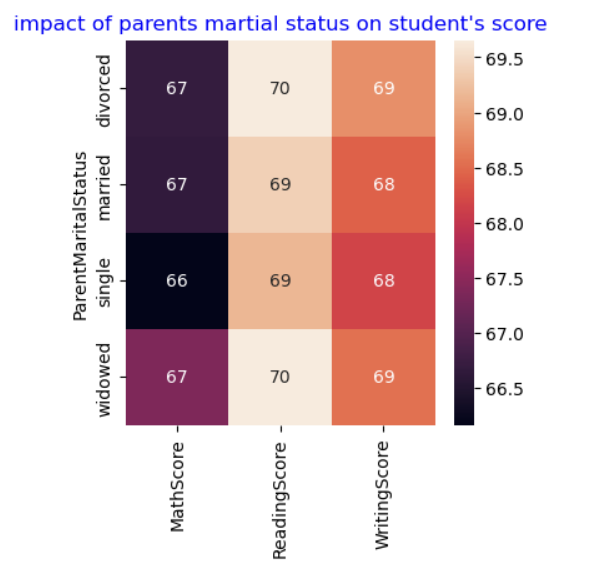 impact of parents martial status on student's score
ParentMaritalStatus
divorced 67 70 69
married 67 69 68
single 66 69 68
widowed 67 70 69
MathScore ReadingScore WritingScore
69.5
69.0
68.5
68.0
67.5
67.0
66.5